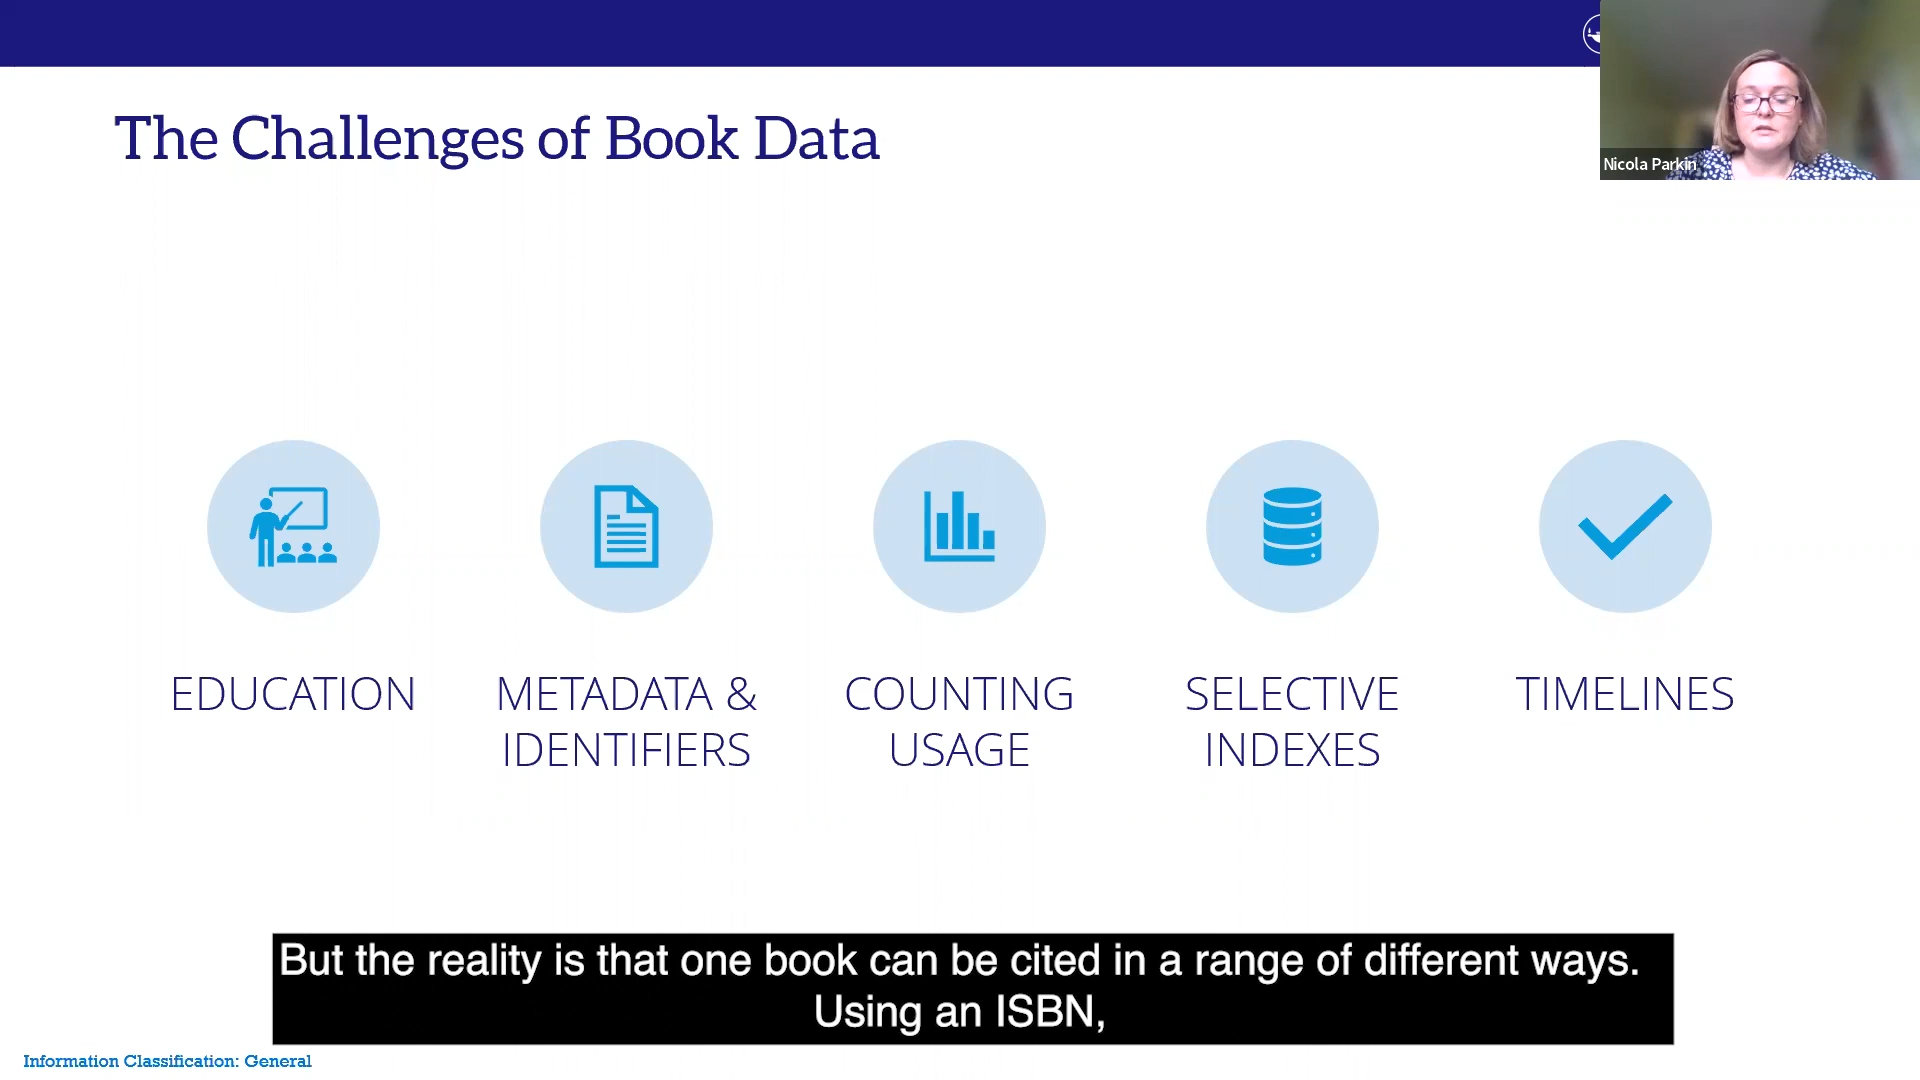 The Challenges of Book Data
Nicola Parkin
EDUCATION
METADATA &
IDENTIFIERS
COUNTING
USAGE
SELECTIVE
INDEXES
TIMELINES
But the reality is that one book can be cited in a range of different ways.
Using an ISBN,
Information Classification: General